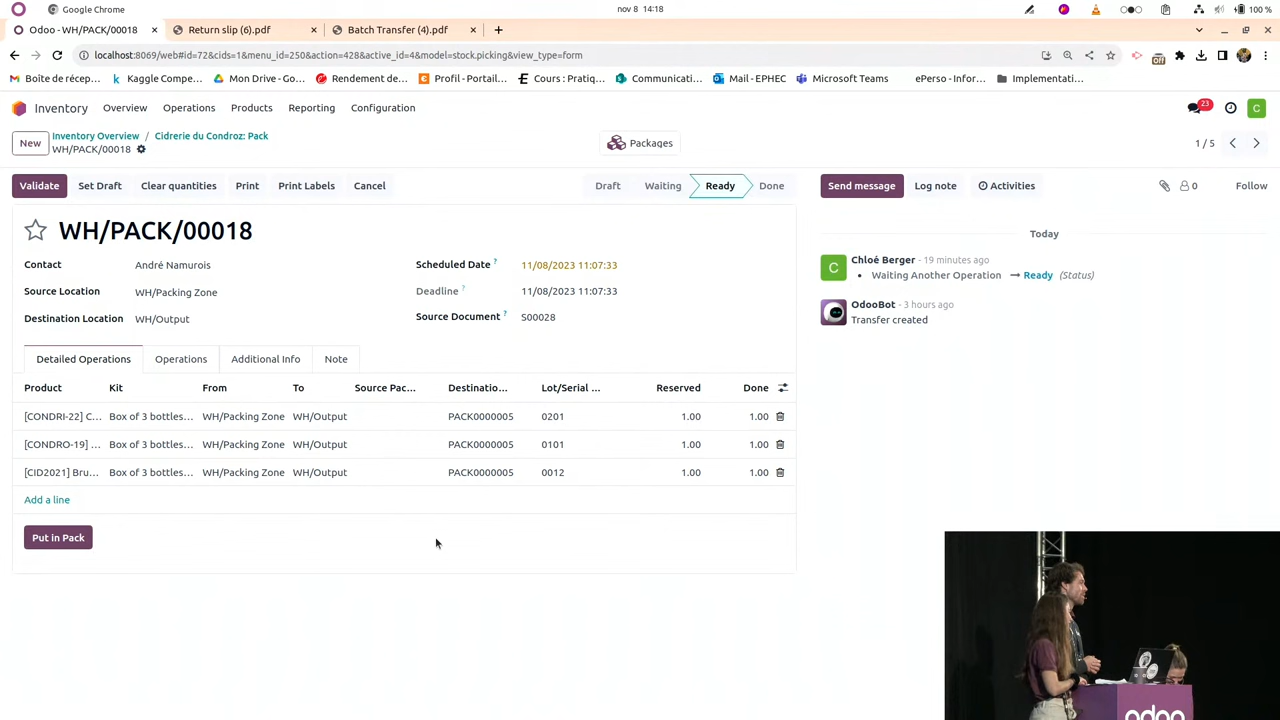 Google Chrome
nov 8 14:18
100 %
Odoo - WH/PACK/00018
Return slip (6).pdf
Batch Transfer (4).pdf
localhost:8069/web#id=72&cids=1&menu_id=250&action=428&active_id=4&model=stock.picking&view_type=form
Off
Boîte de récep...
Kaggle Compe...
Mon Drive - Go...
Rendement de...
Profil - Portail...
Cours : Pratiq...
Communicati...
Mail - EPHEC
Microsoft Teams
ePerso - Infor...
Implementati...
Inventory
Overview
Operations
Products
Reporting
Configuration
23
C
New
Inventory Overview / Cidrerie du Condroz: Pack
WH/PACK/00018
Packages
1 / 5
Validate
Set Draft
Clear quantities
Print
Print Labels
Cancel
Draft
Waiting
Ready
Done
Send message
Log note
Activities
0
Follow
WH/PACK/00018
Contact
André Namurois
Source Location
WH/Packing Zone
Destination Location
WH/Output
Scheduled Date ?
11/08/2023 11:07:33
Deadline ?
11/08/2023 11:07:33
Source Document ?
S00028
Today
C
Chloé Berger - 19 minutes ago
Waiting Another Operation → Ready (Status)
OdooBot - 3 hours ago
Transfer created
Detailed Operations
Operations
Additional Info
Note
Product Kit From To Source Pac... Destinatio... Lot/Serial ... Reserved Done
[CONDRI-22] C... Box of 3 bottles... WH/Packing Zone WH/Output PACK0000005 0201 1.00 1.00
[CONDRO-19] ... Box of 3 bottles... WH/Packing Zone WH/Output PACK0000005 0101 1.00 1.00
[CID2021] Bru... Box of 3 bottles... WH/Packing Zone WH/Output PACK0000005 0012 1.00 1.00
Add a line
Put in Pack
odoo